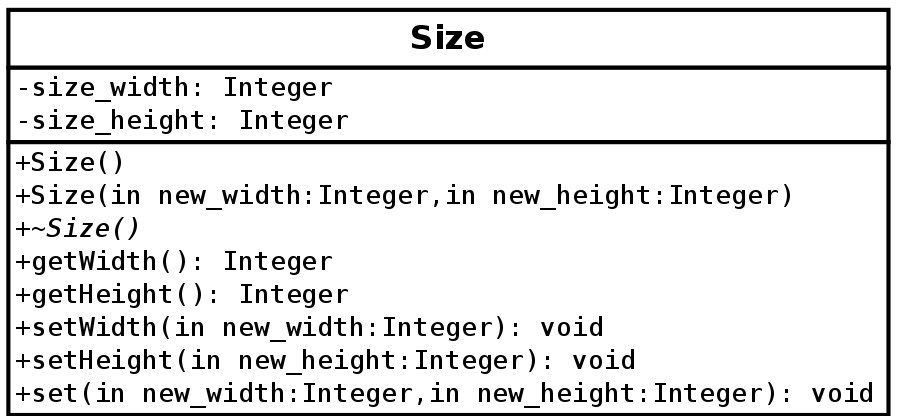 Size
-size_width: Integer
-size_height: Integer
+Size()
+Size(in new_width:Integer,in new_height:Integer)
+~Size()
+getWidth(): Integer
+getHeight(): Integer
+setWidth(in new_width:Integer): void
+setHeight(in new_height:Integer): void
+set(in new_width:Integer,in new_height:Integer): void